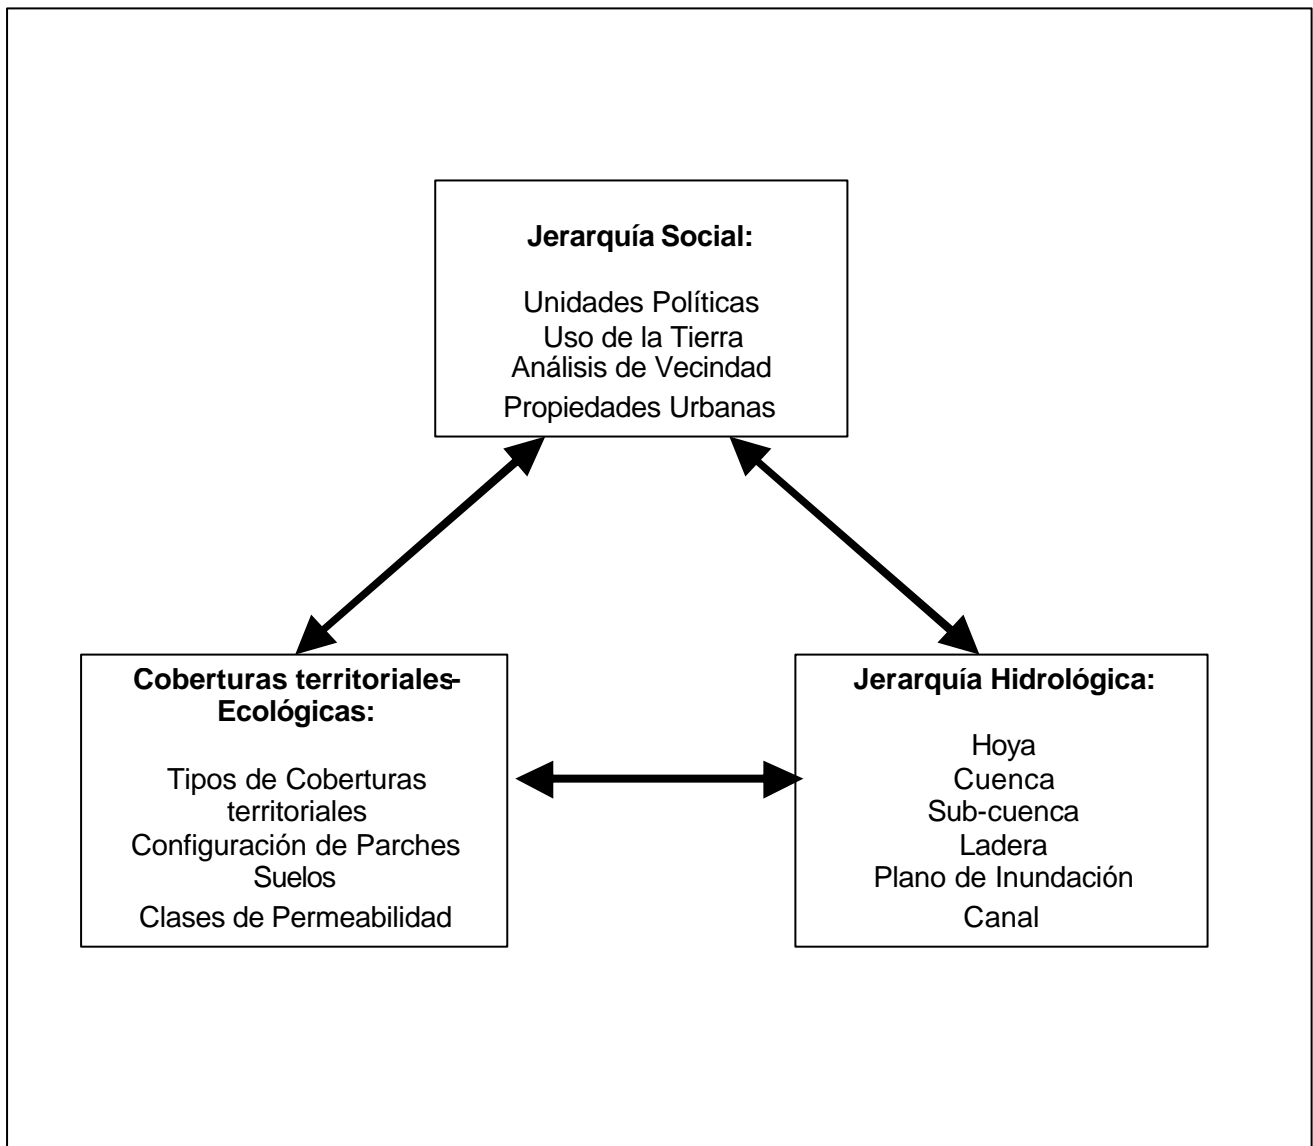 Jerarquía Social:
Unidades Políticas
Uso de la Tierra
Análisis de Vecindad
Propiedades Urbanas
Coberturas territoriales-
Ecológicas:
Tipos de Coberturas
territoriales
Configuración de Parches
Suelos
Clases de Permeabilidad
Jerarquía Hidrológica:
Hoya
Cuenca
Sub-cuenca
Ladera
Plano de Inundación
Canal